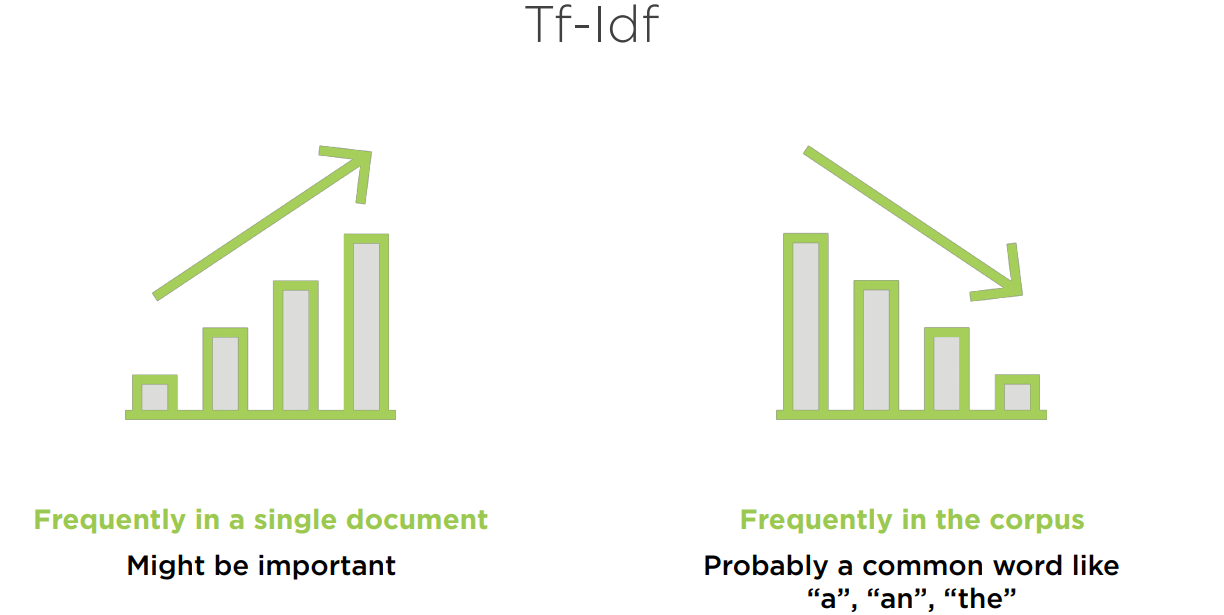 Tf-Idf
Frequently in a single document
Might be important
Frequently in the corpus
Probably a common word like
“a”, “an”, “the”